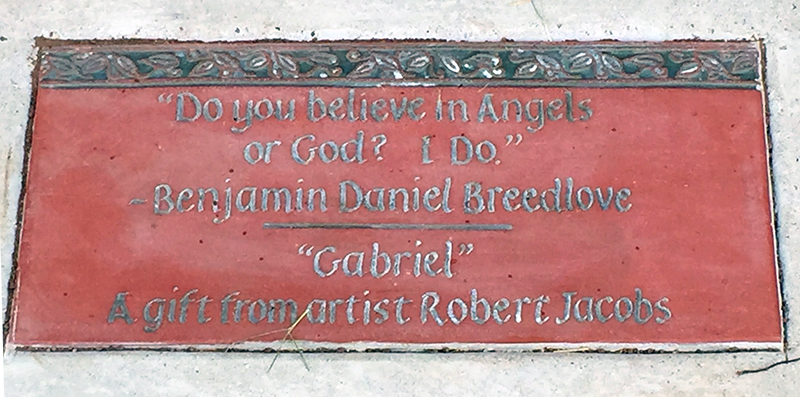 “Do you believe in Angels
or God? I Do.”
~Benjamin Daniel Breedlove
“Gabriel”
A gift from artist Robert Jacobs